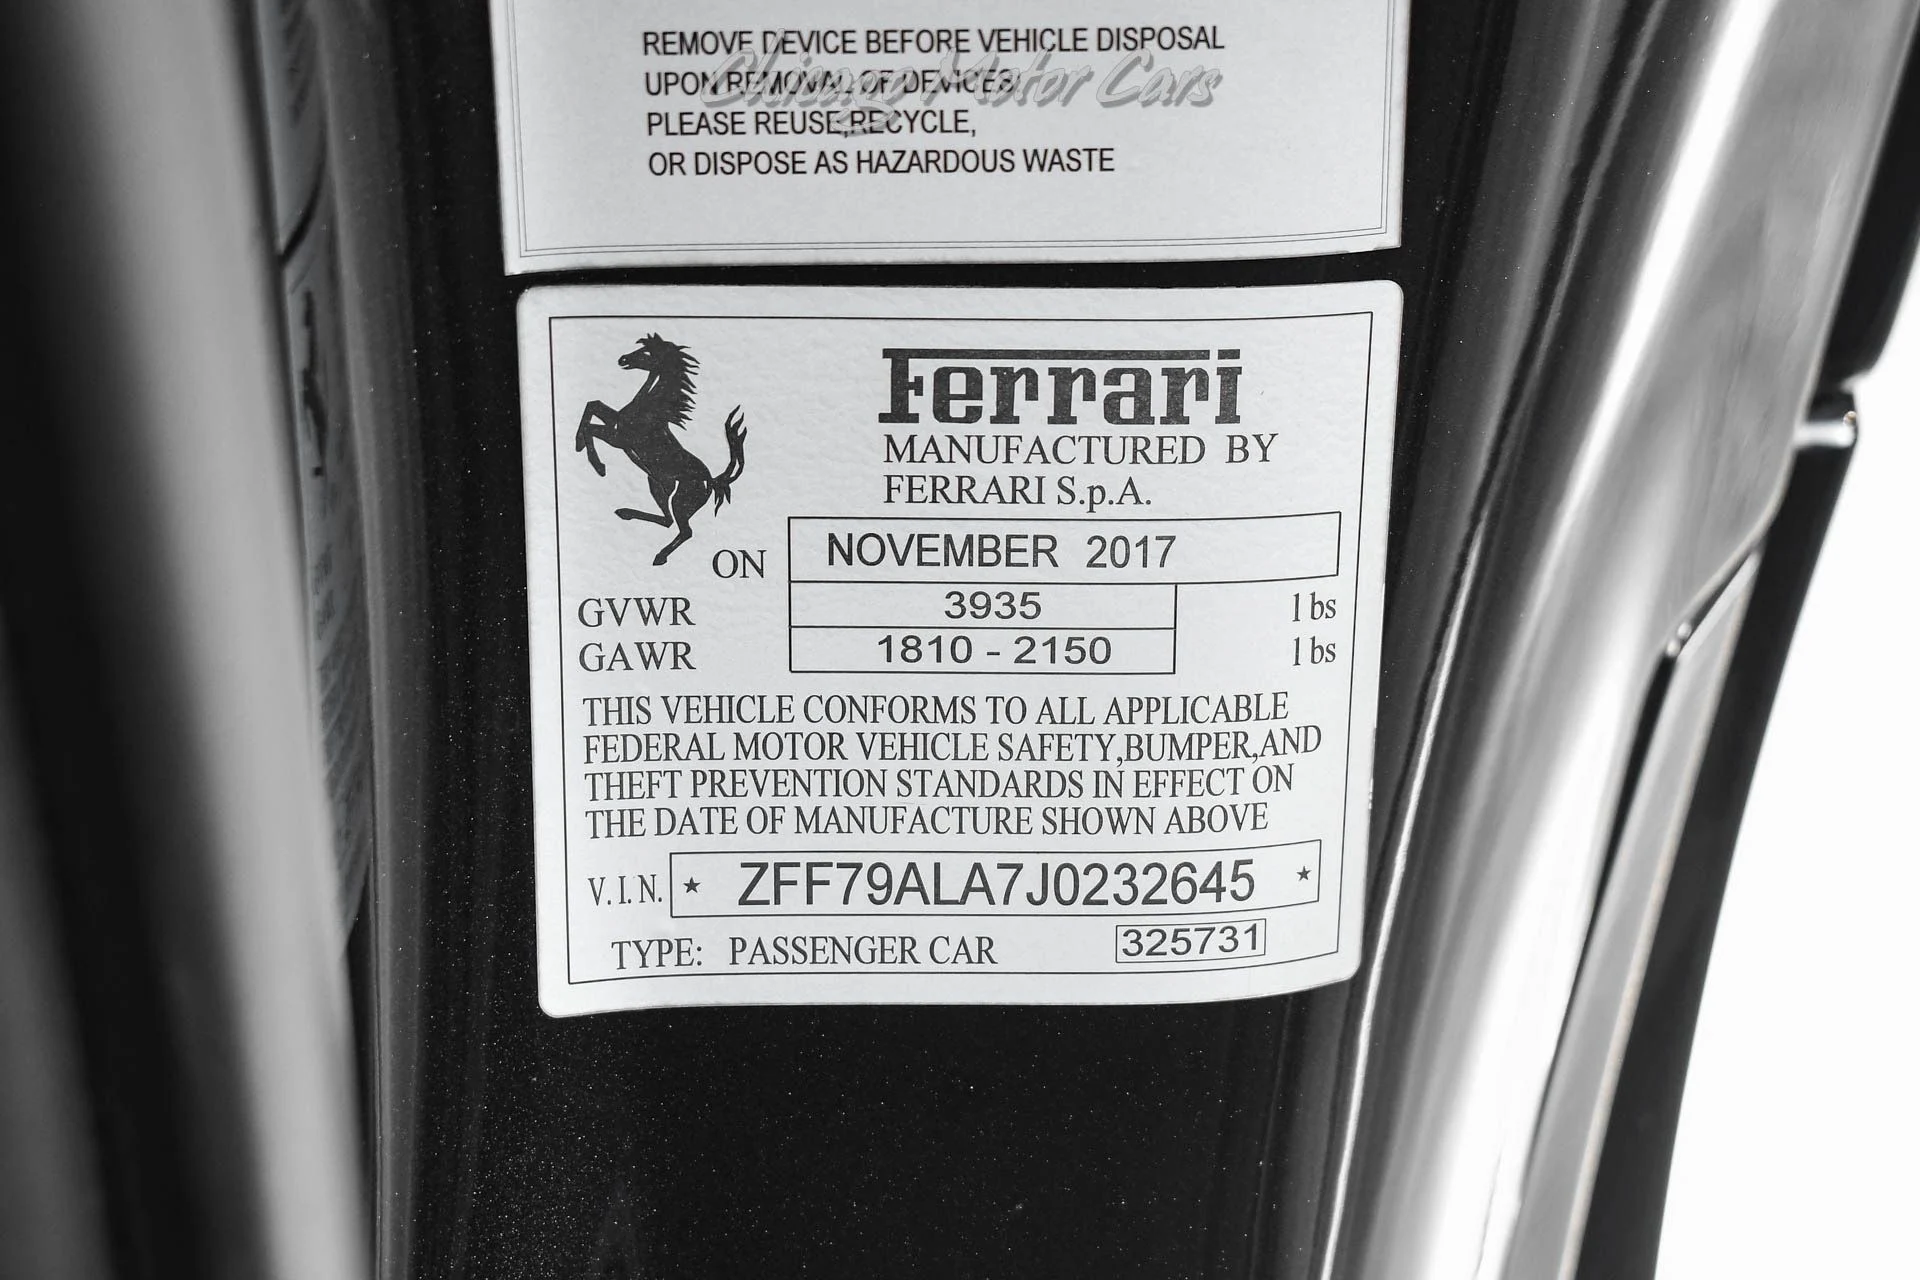 REMOVE DEVICE BEFORE VEHICLE DISPOSAL
UPON REMOVAL OF DEVICES
PLEASE REUSE,RECYCLE,
OR DISPOSE AS HAZARDOUS WASTE
Chicago Motor Cars
Ferrari
MANUFACTURED BY
FERRARI S.p.A.
ON NOVEMBER 2017
GVWR 3935 lbs
GAWR 1810 - 2150 lbs
THIS VEHICLE CONFORMS TO ALL APPLICABLE
FEDERAL MOTOR VEHICLE SAFETY,BUMPER,AND
THEFT PREVENTION STANDARDS IN EFFECT ON
THE DATE OF MANUFACTURE SHOWN ABOVE
V.I.N. ★ ZFF79ALA7J0232645 ★
TYPE: PASSENGER CAR 325731